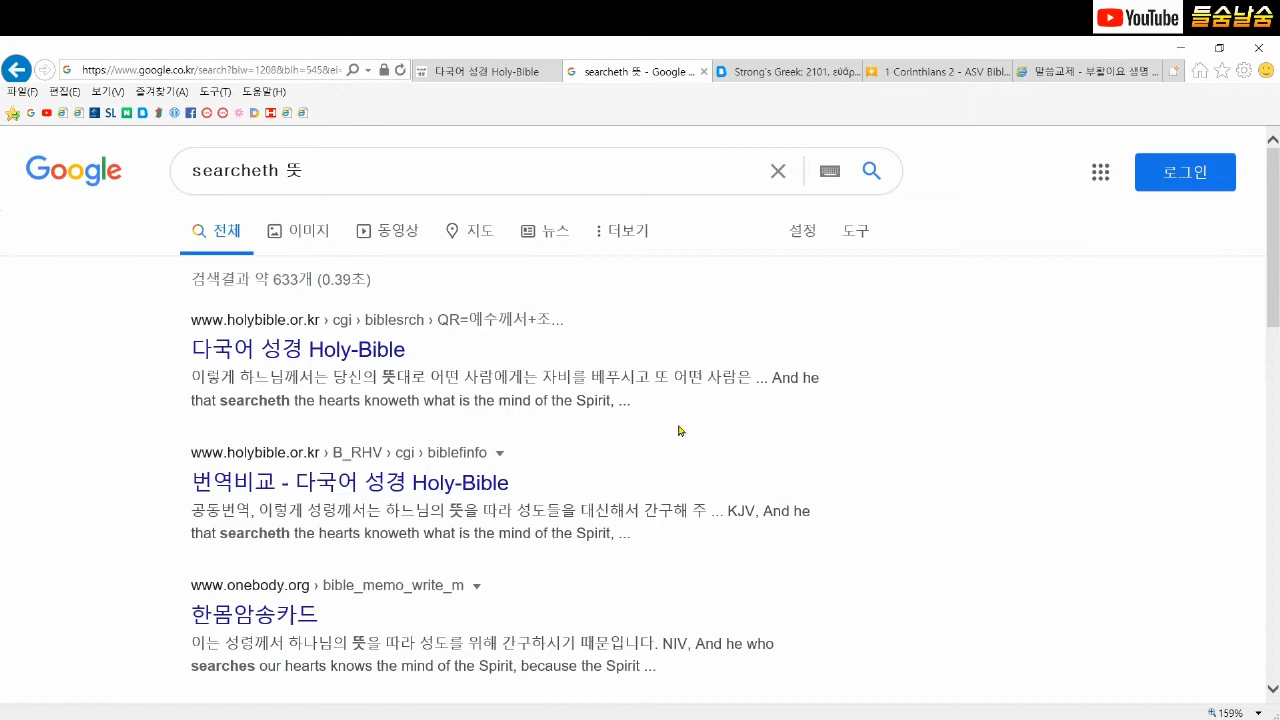 YouTube 들숨날숨
https://www.google.co.kr/search?biw=1208&bih=545&ei=
다국어 성경 Holy-Bible
searcheth 뜻 - Google ...
Strong's Greek: 2101. εὐάρ...
1 Corinthians 2 - ASV Bibl...
말씀교제 - 부활이요 생명 ...
파일(F) 편집(E) 보기(V) 즐겨찾기(A) 도구(T) 도움말(H)
SL
Google
searcheth 뜻
로그인
전체 이미지 동영상 지도 뉴스 더보기 설정 도구
검색결과 약 633개 (0.39초)
www.holybible.or.kr › cgi › biblesrch › QR=예수께서+조...
다국어 성경 Holy-Bible
이렇게 하느님께서는 당신의 뜻대로 어떤 사람에게는 자비를 베푸시고 또 어떤 사람은 ... And he
that searcheth the hearts knoweth what is the mind of the Spirit, ...
www.holybible.or.kr › B_RHV › cgi › biblefinfo
번역비교 - 다국어 성경 Holy-Bible
공동번역, 이렇게 성령께서는 하느님의 뜻을 따라 성도들을 대신해서 간구해 주 ... KJV, And he
that searcheth the hearts knoweth what is the mind of the Spirit, ...
www.onebody.org › bible_memo_write_m
한몸암송카드
이는 성령께서 하나님의 뜻을 따라 성도를 위해 간구하시기 때문입니다. NIV, And he who
searches our hearts knows the mind of the Spirit, because the Spirit ...
159%